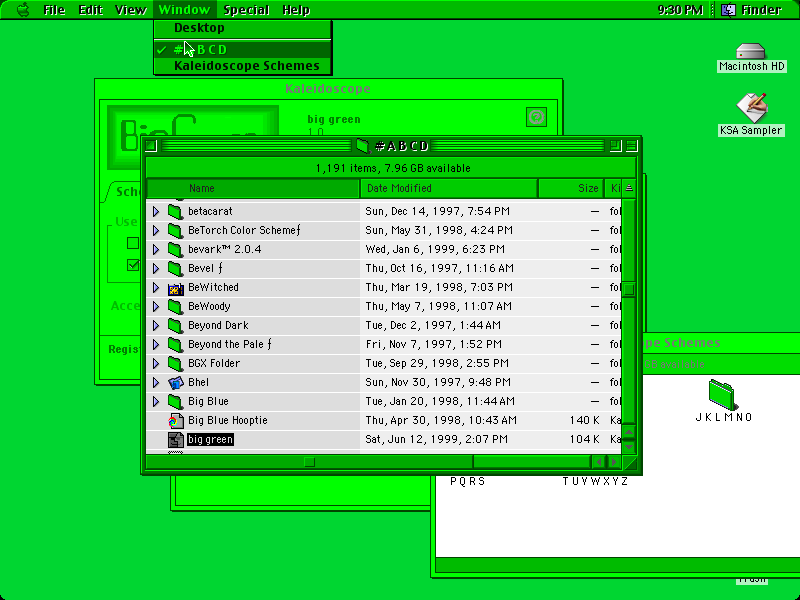 File Edit View Window Special Help 9:30 PM Finder
Desktop
✓ #ABCD
Kaleidoscope Schemes
Macintosh HD
KSA Sampler
Kaleidoscope
big green
1.0
#ABCD
1,191 items, 7.96 GB available
Name Date Modified Size Ki
betacarat Sun, Dec 14, 1997, 7:54 PM — fol
BeTorch Color Schemeƒ Sun, May 31, 1998, 4:24 PM — fol
bevark™ 2.0.4 Wed, Jan 6, 1999, 6:23 PM — fol
Bevel ƒ Thu, Oct 16, 1997, 11:16 AM — fol
BeWitched Thu, Mar 19, 1998, 7:03 PM — fol
BeWoody Thu, May 7, 1998, 11:07 AM — fol
Beyond Dark Tue, Dec 2, 1997, 1:44 AM — fol
Beyond the Pale ƒ Fri, Nov 7, 1997, 1:52 PM — fol
BGX Folder Tue, Sep 29, 1998, 2:55 PM — fol
Bhel Sun, Nov 30, 1997, 9:48 PM — fol
Big Blue Tue, Jan 20, 1998, 11:44 AM — fol
Big Blue Hooptie Thu, Apr 30, 1998, 10:43 AM 140 K Ka
big green Sat, Jun 12, 1999, 2:07 PM 104 K Ka
Sch
Use
Acce
Regist
pe Schemes
JKLMNO
PQRS TUVWXYZ
Trash